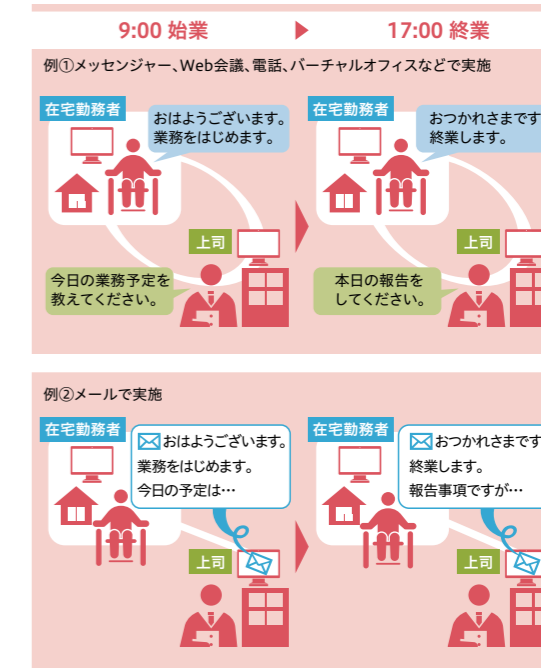 9:00 始業
17:00 終業
例①メッセンジャー、Web会議、電話、バーチャルオフィスなどで実施
在宅勤務者
おはようございます。
業務をはじめます。
上司
今日の業務予定を
教えてください。
在宅勤務者
おつかれさまです
終業します。
上司
本日の報告を
してください。
例②メールで実施
在宅勤務者
おはようございます。
業務をはじめます。
今日の予定は…
上司
在宅勤務者
おつかれさまです
終業します。
報告事項ですが…
上司